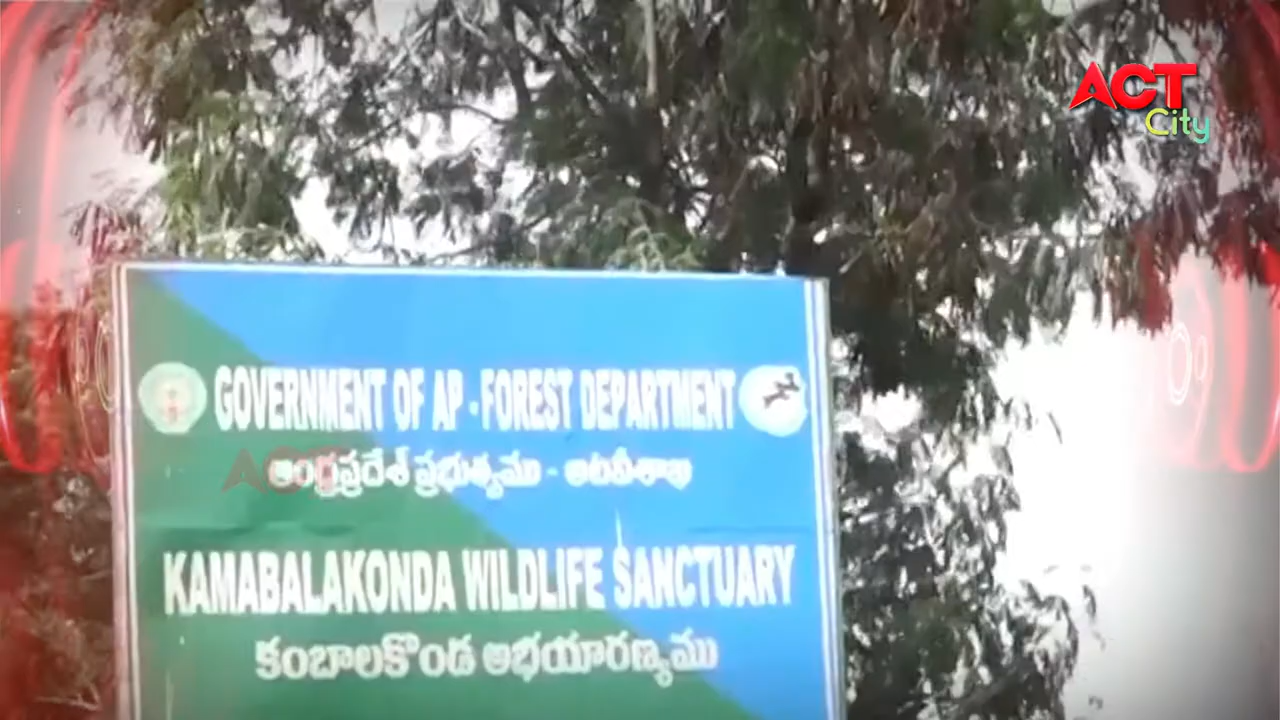 ACT
City
GOVERNMENT OF AP - FOREST DEPARTMENT
ఆంధ్రప్రదేశ్ ప్రభుత్వము - అటవీశాఖ
KAMABALAKONDA WILDLIFE SANCTUARY
కంబాలకొండ అభయారణ్యము